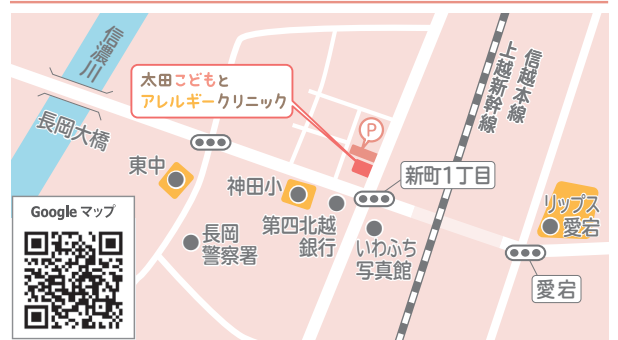 信濃川
長岡大橋
太田こどもと
アレルギークリニック
P
信越本線
上越新幹線
東中
神田小
新町1丁目
リップス
愛宕
長岡
警察署
第四北越
銀行
いわふち
写真館
愛宕
Google マップ